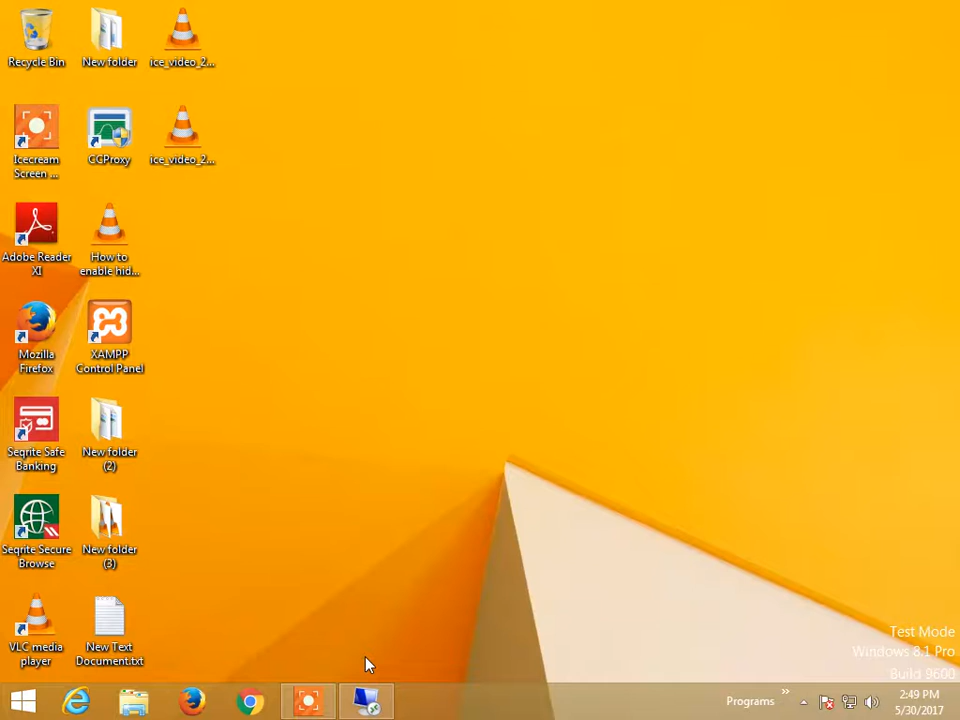 Recycle Bin
New folder
ice_video_2...
Icecream
Screen ...
CCProxy
ice_video_2...
Adobe Reader
XI
How to
enable hid...
Mozilla
Firefox
XAMPP
Control Panel
Seqrite Safe
Banking
New folder
(2)
Seqrite Secure
Browse
New folder
(3)
VLC media
player
New Text
Document.txt
Test Mode
Windows 8.1 Pro
Build 9600
Programs
2:49 PM
5/30/2017